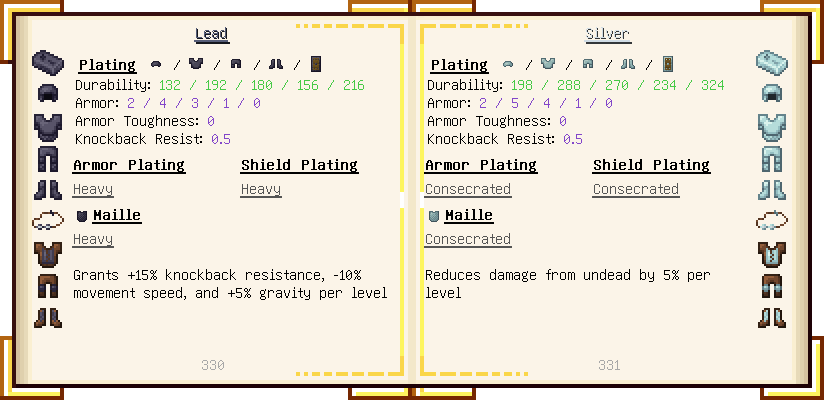 Lead
Plating / / / /
Durability: 132 / 192 / 180 / 156 / 216
Armor: 2 / 4 / 3 / 1 / 0
Armor Toughness: 0
Knockback Resist: 0.5
Armor Plating Shield Plating
Heavy Heavy
Maille
Heavy
Grants +15% knockback resistance, -10%
movement speed, and +5% gravity per level
330
Silver
Plating / / / /
Durability: 198 / 288 / 270 / 234 / 324
Armor: 2 / 5 / 4 / 1 / 0
Armor Toughness: 0
Knockback Resist: 0.5
Armor Plating Shield Plating
Consecrated Consecrated
Maille
Consecrated
Reduces damage from undead by 5% per
level
331